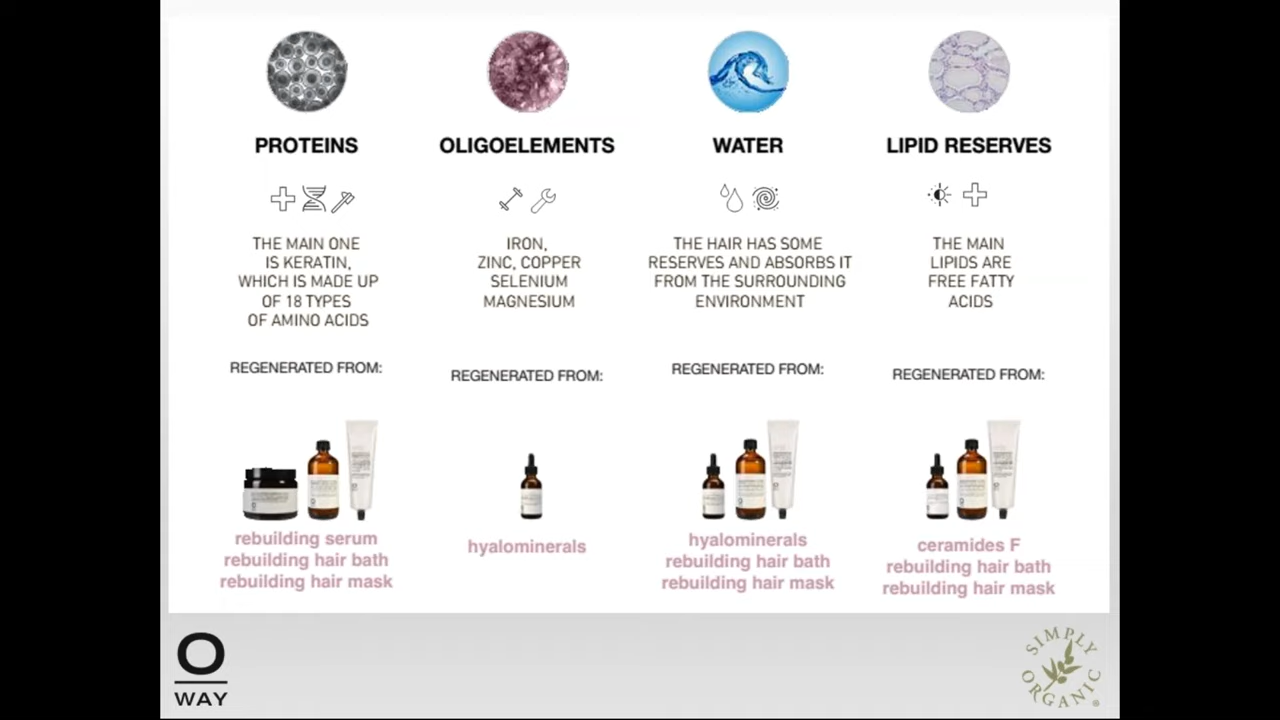 PROTEINS
THE MAIN ONE
IS KERATIN,
WHICH IS MADE UP
OF 18 TYPES
OF AMINO ACIDS
REGENERATED FROM:
rebuilding serum
rebuilding hair bath
rebuilding hair mask
OLIGOELEMENTS
IRON,
ZINC, COPPER
SELENIUM
MAGNESIUM
REGENERATED FROM:
hyalominerals
WATER
THE HAIR HAS SOME
RESERVES AND ABSORBS IT
FROM THE SURROUNDING
ENVIRONMENT
REGENERATED FROM:
hyalominerals
rebuilding hair bath
rebuilding hair mask
LIPID RESERVES
THE MAIN
LIPIDS ARE
FREE FATTY
ACIDS
REGENERATED FROM:
ceramides F
rebuilding hair bath
rebuilding hair mask
O
WAY
SIMPLY
ORGANIC®